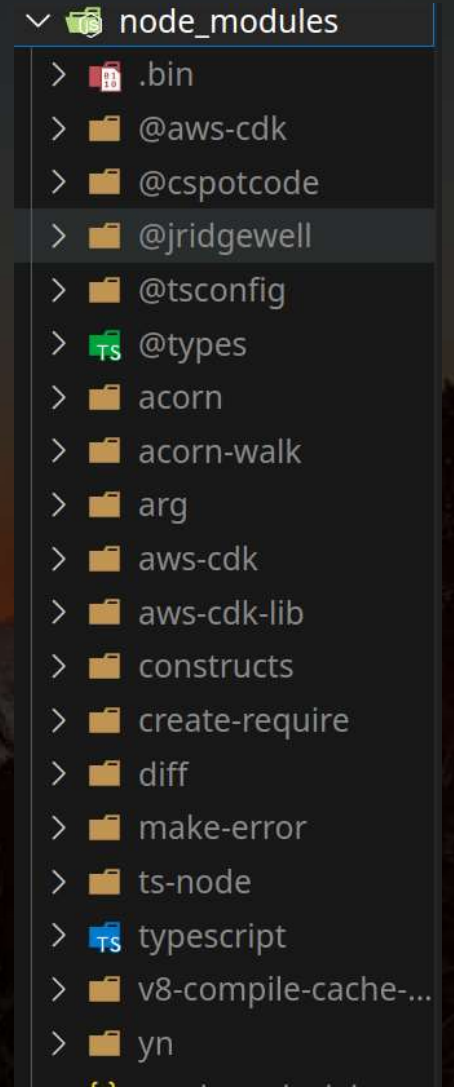 node_modules
.bin
@aws-cdk
@cspotcode
@jridgewell
@tsconfig
@types
acorn
acorn-walk
arg
aws-cdk
aws-cdk-lib
constructs
create-require
diff
make-error
ts-node
typescript
v8-compile-cache-...
yn